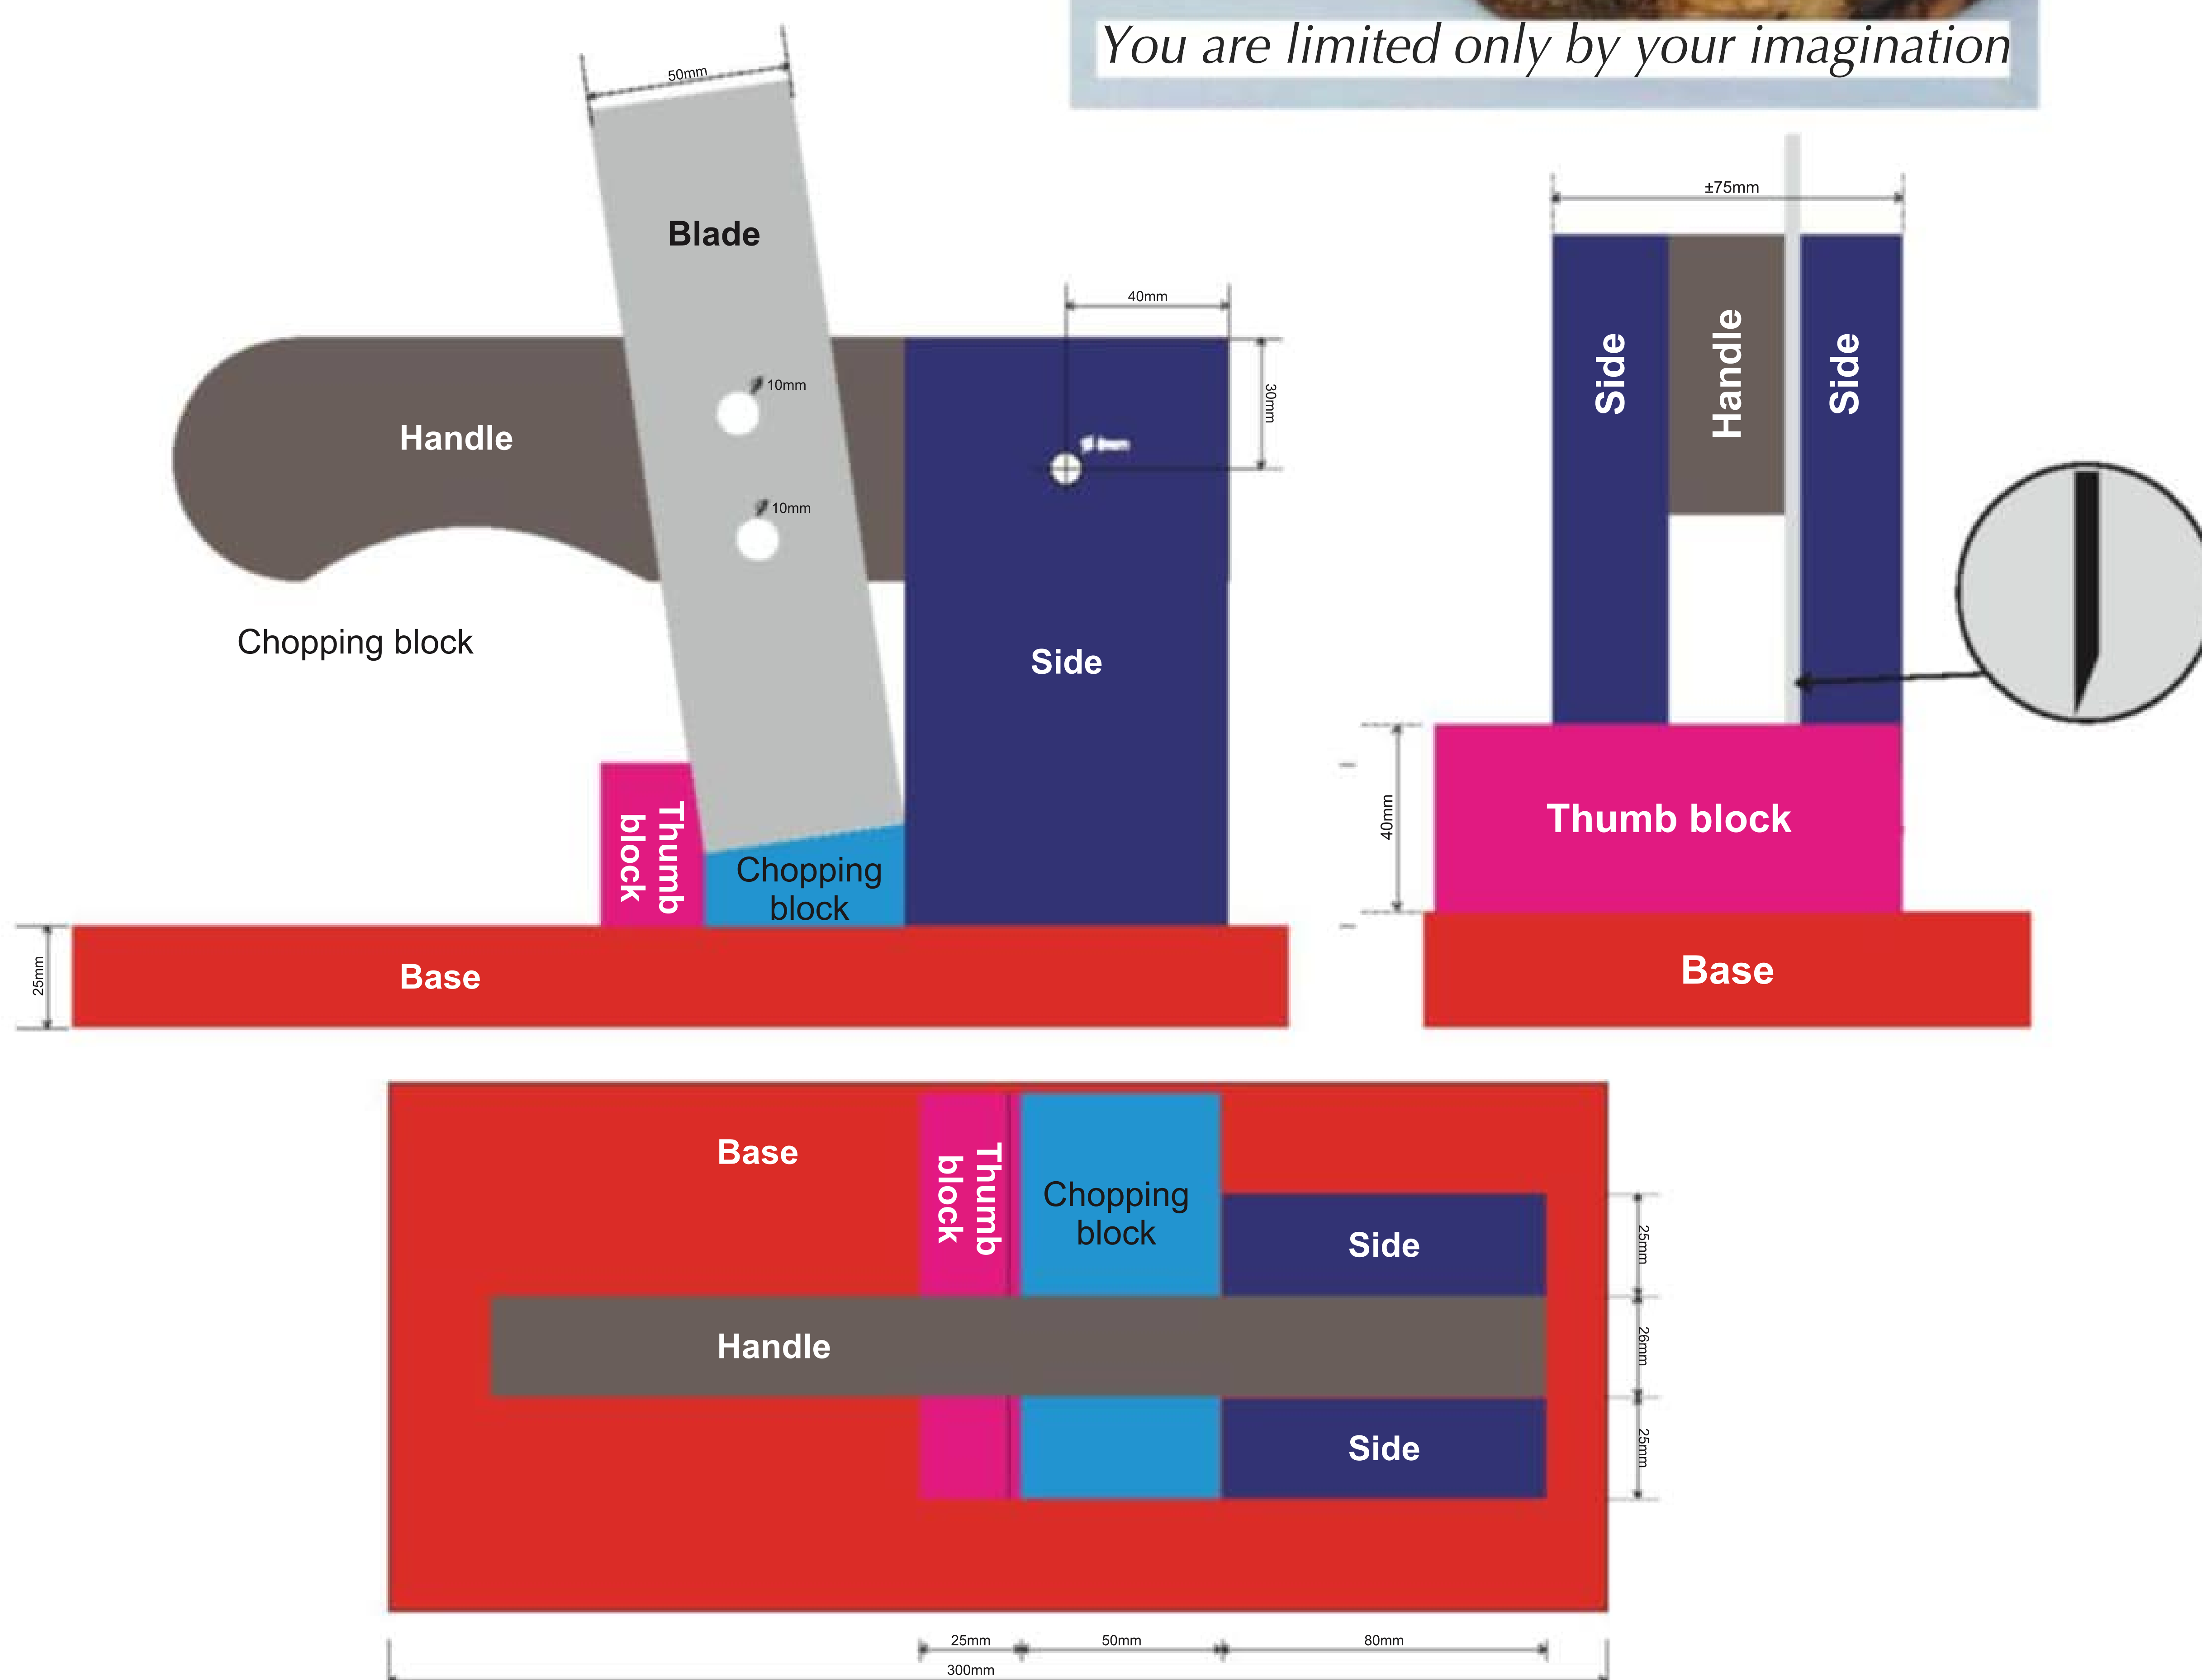 You are limited only by your imagination
50mm
Blade
10mm
10mm
Handle
40mm
30mm
Side
Chopping block
Thumb
block
Chopping
block
25mm
Base
±75mm
Side
Handle
Side
40mm
Thumb block
Base
Base
Thumb
block
Chopping
block
Side
Handle
Side
25mm
26mm
25mm
25mm
50mm
80mm
300mm